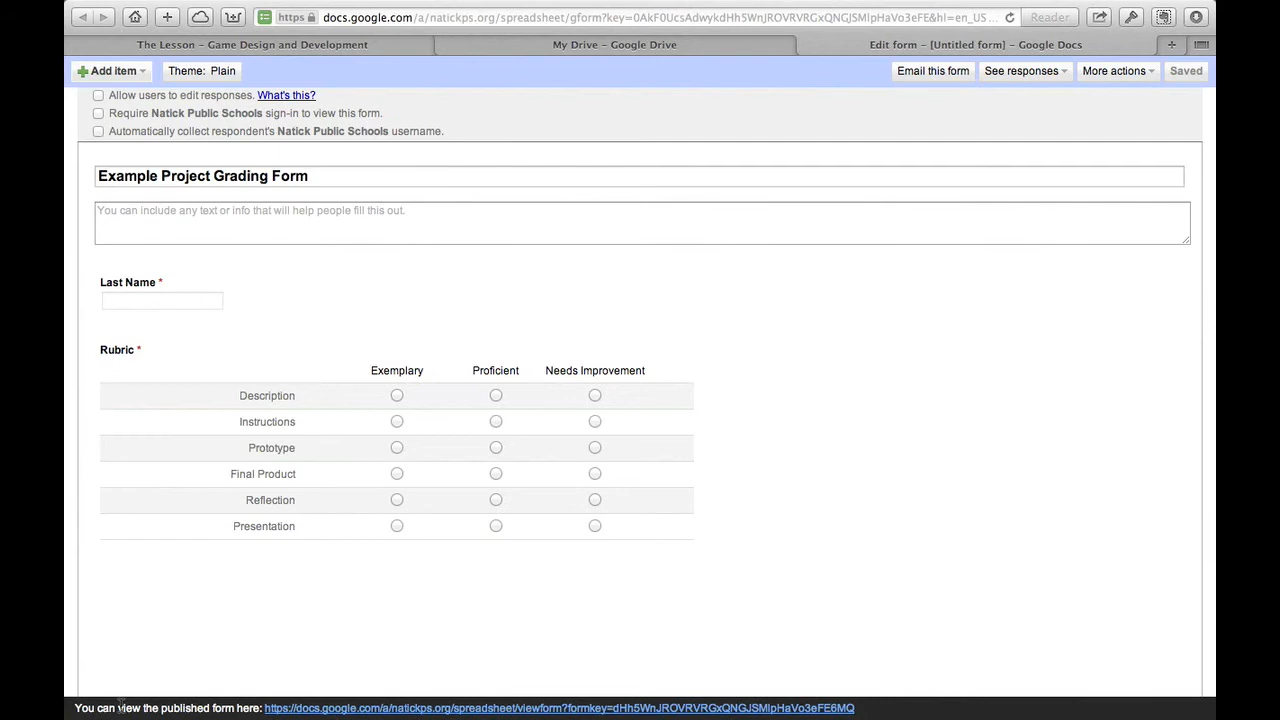 https docs.google.com/a/natickps.org/spreadsheet/gform?key=0AkF0UcsAdwykdHh5WnJROVRVRGxQNGJSMlpHaVo3eFE&hl=en_US... Reader
The Lesson – Game Design and Development My Drive – Google Drive Edit form – [Untitled form] – Google Docs
Add item Theme: Plain Email this form See responses More actions Saved
Allow users to edit responses. What's this?
Require Natick Public Schools sign-in to view this form.
Automatically collect respondent's Natick Public Schools username.
Example Project Grading Form
You can include any text or info that will help people fill this out.
Last Name *
Rubric *
Exemplary Proficient Needs Improvement
Description
Instructions
Prototype
Final Product
Reflection
Presentation
You can view the published form here: https://docs.google.com/a/natickps.org/spreadsheet/viewform?formkey=dHh5WnJROVRVRGxQNGJSMlpHaVo3eFE6MQ